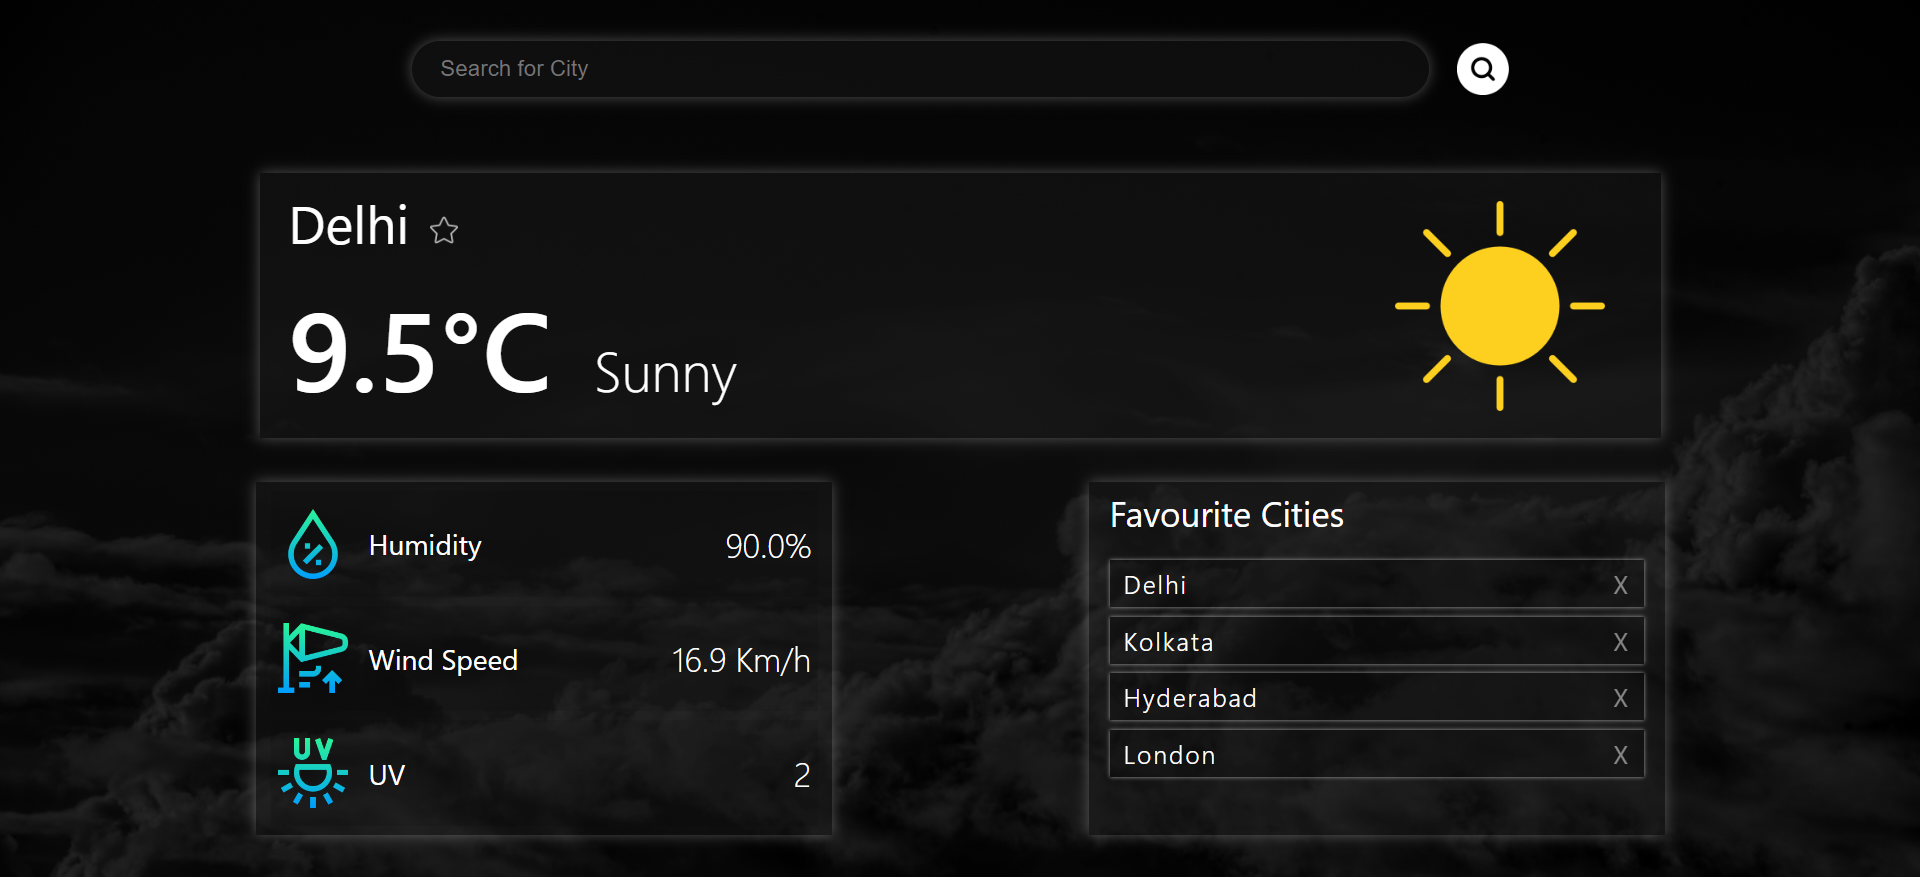 Search for City
Delhi
9.5°C Sunny
Humidity 90.0%
Wind Speed 16.9 Km/h
UV
UV 2
Favourite Cities
Delhi X
Kolkata X
Hyderabad X
London X